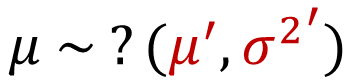 μ ~ ? (μ′, σ²′)